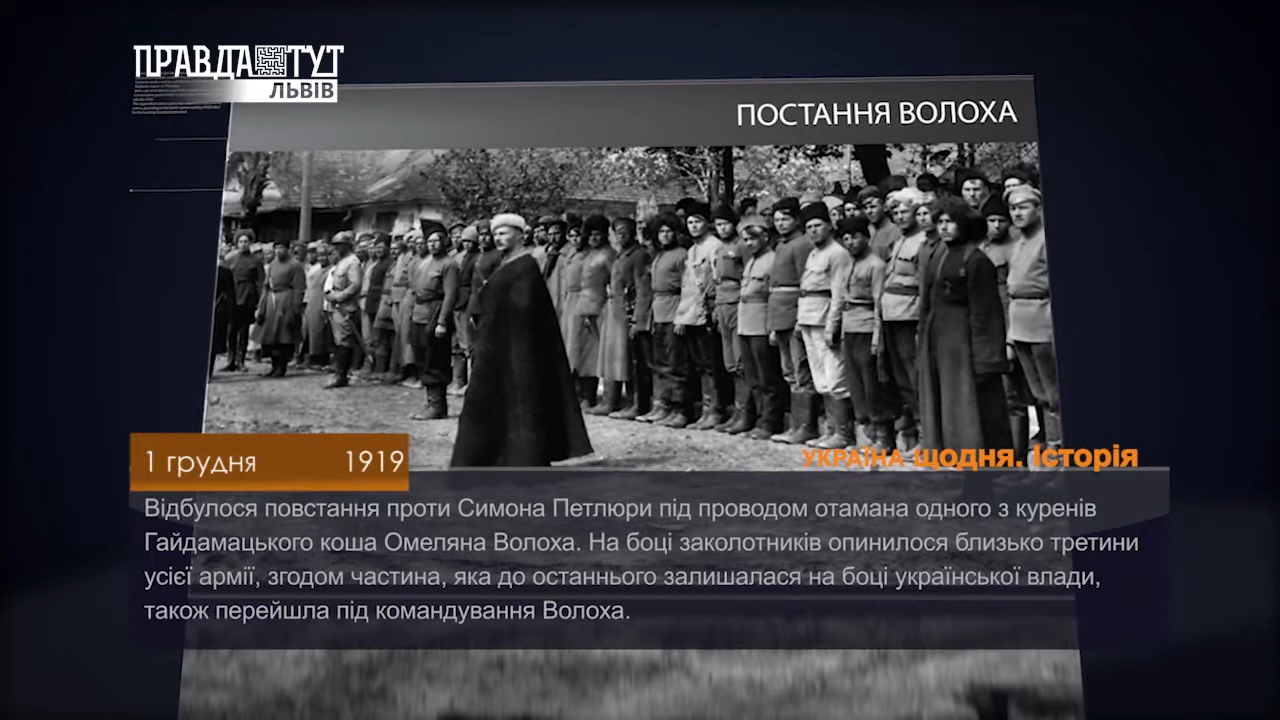 ПРАВДА ТУТ
ЛЬВІВ
ПОСТАННЯ ВОЛОХА
1 грудня 1919
УКРАЇНА щодня. Історія
Відбулося повстання проти Симона Петлюри під проводом отамана одного з куренів
Гайдамацького коша Омеляна Волоха. На боці заколотників опинилося близько третини
усієї армії, згодом частина, яка до останнього залишалася на боці української влади,
також перейшла під командування Волоха.